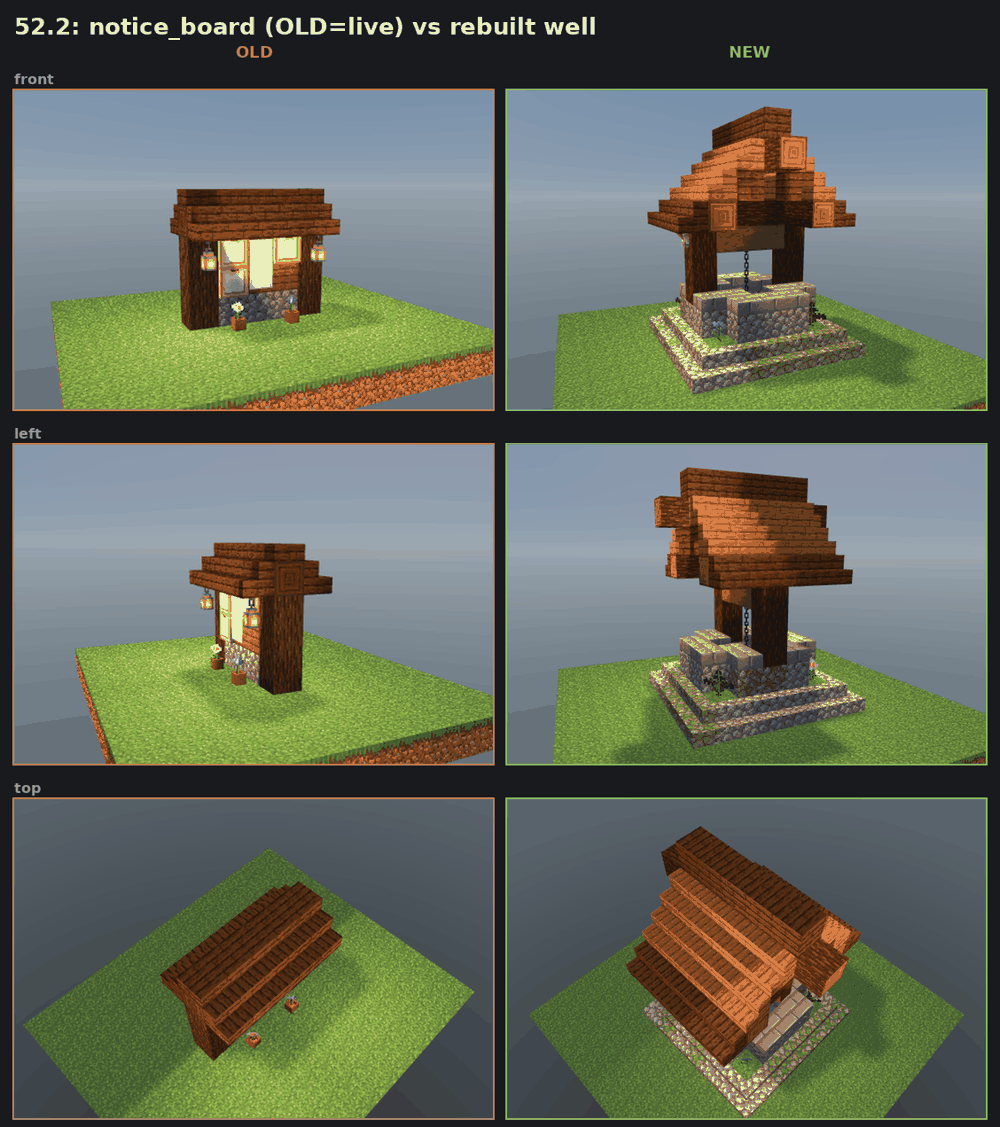 52.2: notice_board (OLD=live) vs rebuilt well
OLD
NEW
front
left
top